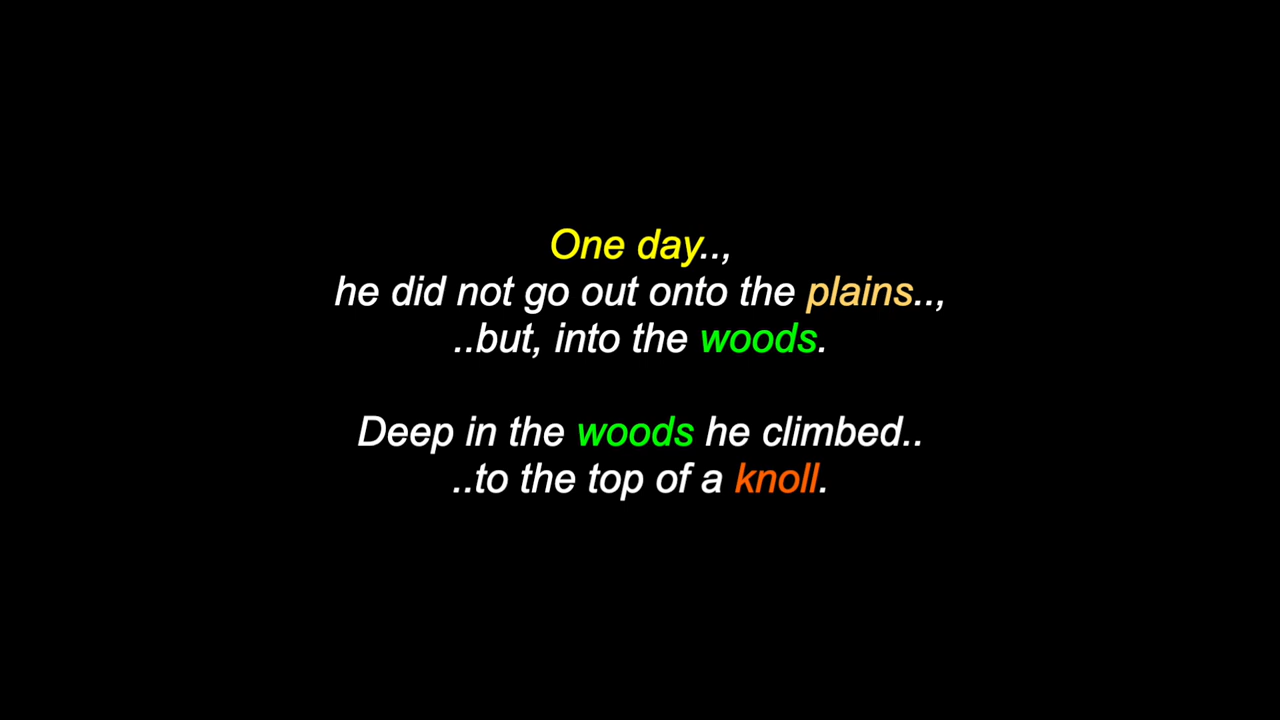 One day..,
he did not go out onto the plains..,
..but, into the woods.
Deep in the woods he climbed..
..to the top of a knoll.